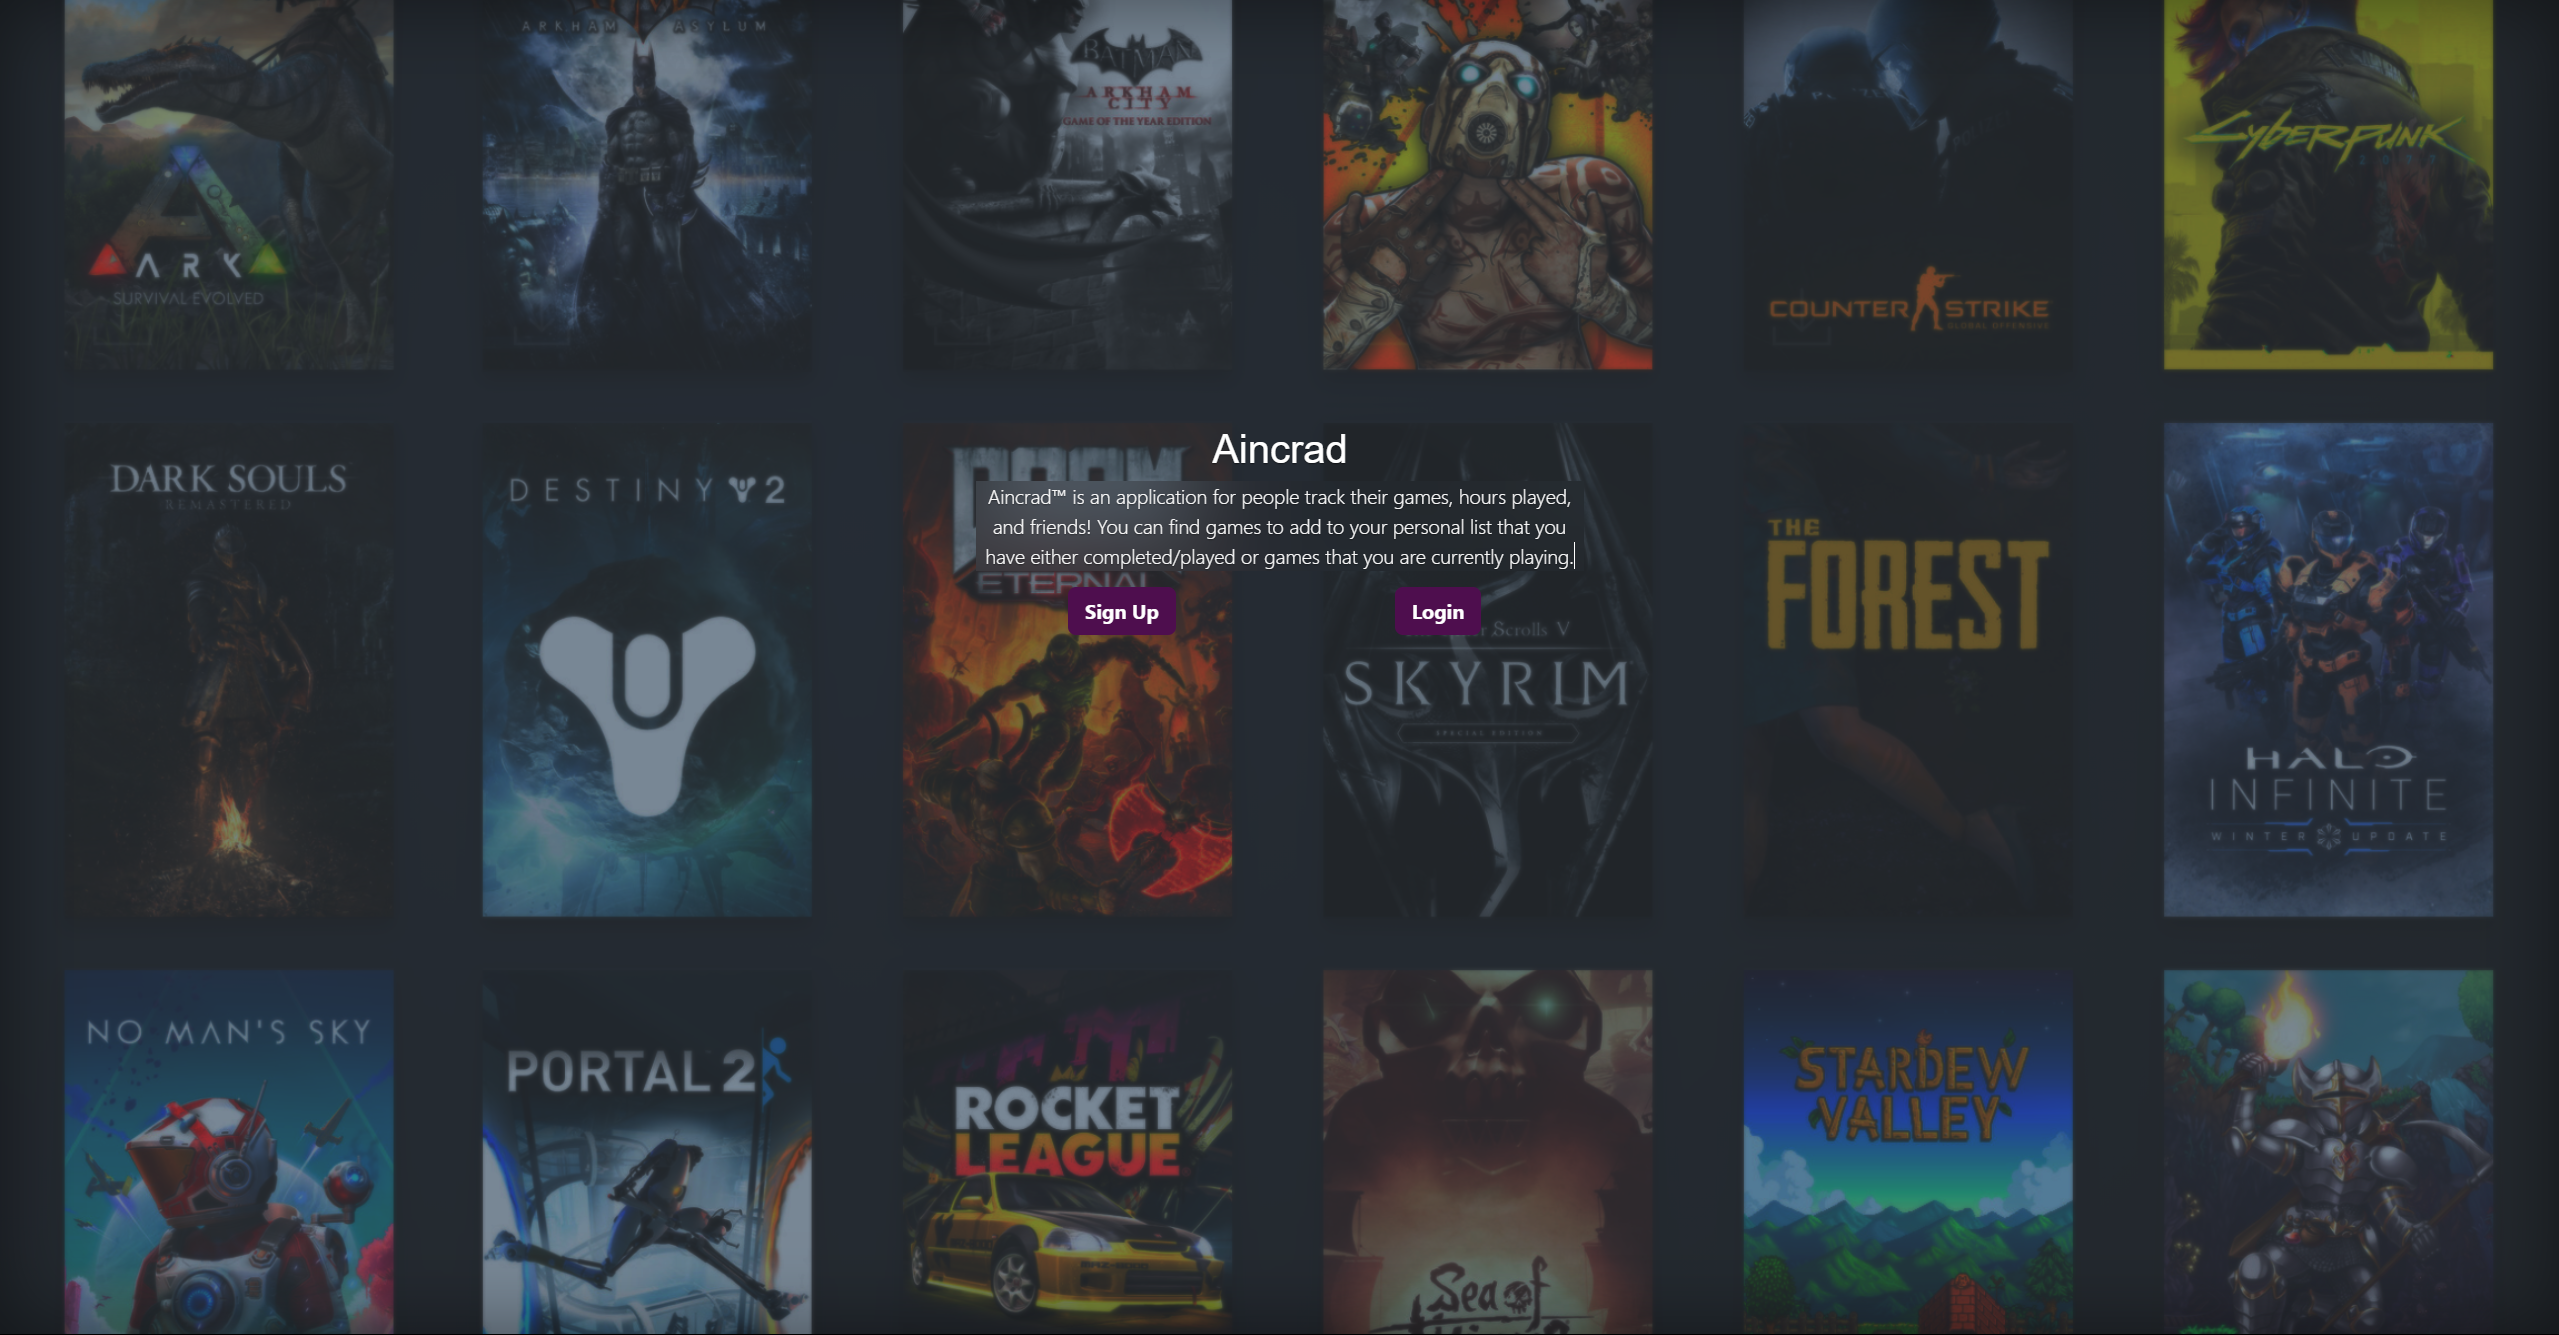 ARKHAM ASYLUM
BATMAN
ARKHAM
CITY
GAME OF THE YEAR EDITION
CYBERPUNK
2077
ARK
SURVIVAL EVOLVED
COUNTER STRIKE
GLOBAL OFFENSIVE
Aincrad
Aincrad™ is an application for people track their games, hours played,
and friends! You can find games to add to your personal list that you
have either completed/played or games that you are currently playing.
Sign Up
Login
DARK SOULS
REMASTERED
DESTINY 2
DOOM
ETERNAL
r Scrolls V
SKYRIM
SPECIAL EDITION
THE
FOREST
HALO
INFINITE
WINTER UPDATE
NO MAN'S SKY
PORTAL 2
ROCKET
LEAGUE
Sea of
STARDEW
VALLEY